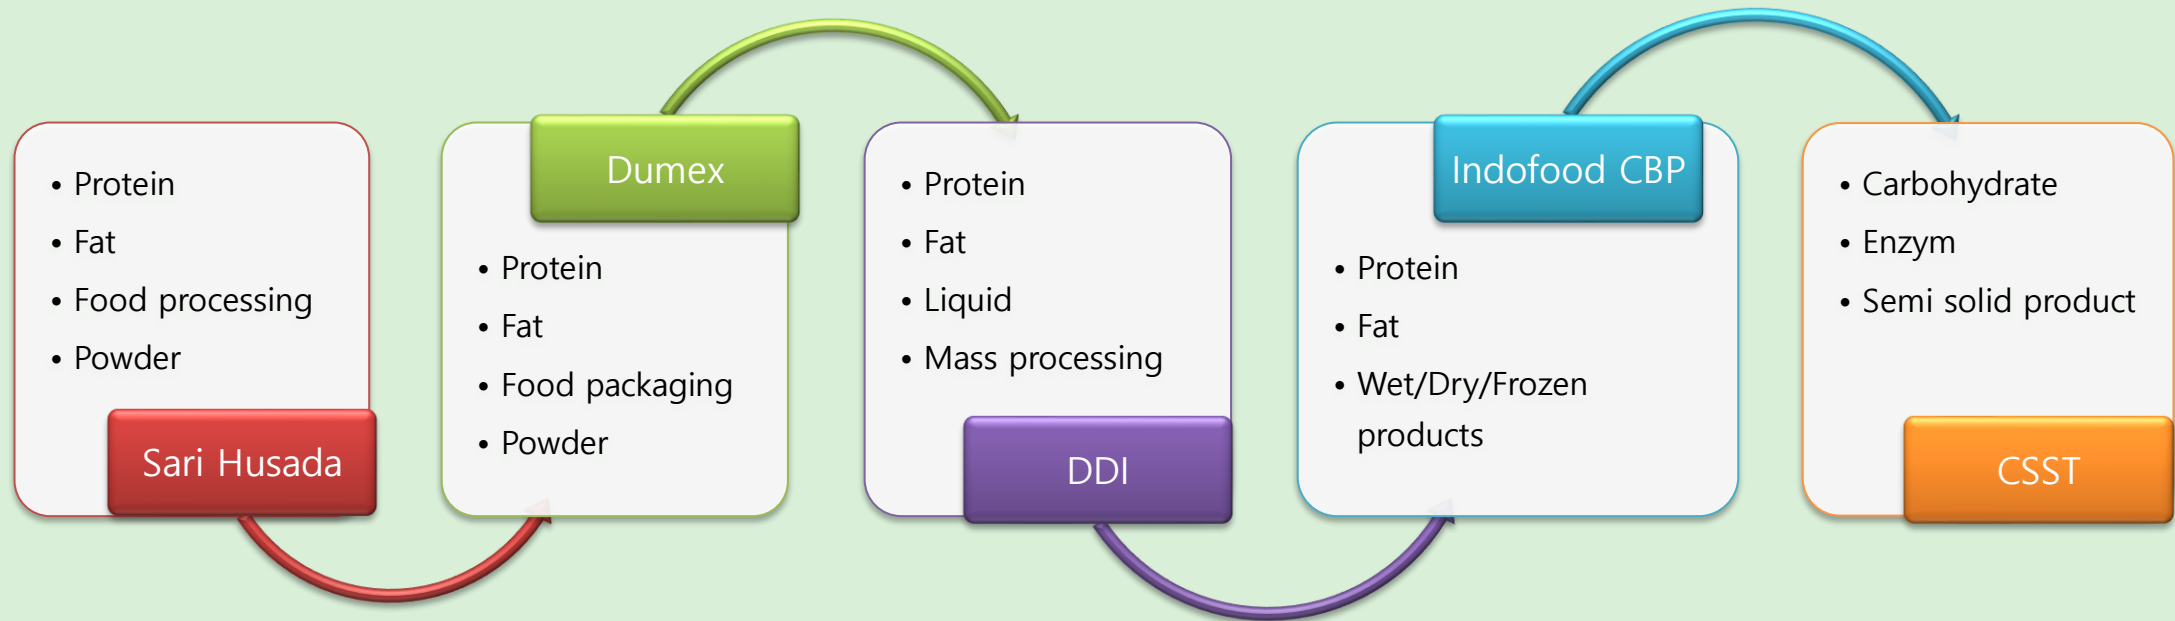 • Protein
• Fat
• Food processing
• Powder
Sari Husada
Dumex
• Protein
• Fat
• Food packaging
• Powder
• Protein
• Fat
• Liquid
• Mass processing
DDI
Indofood CBP
• Protein
• Fat
• Wet/Dry/Frozen
products
• Carbohydrate
• Enzym
• Semi solid product
CSST